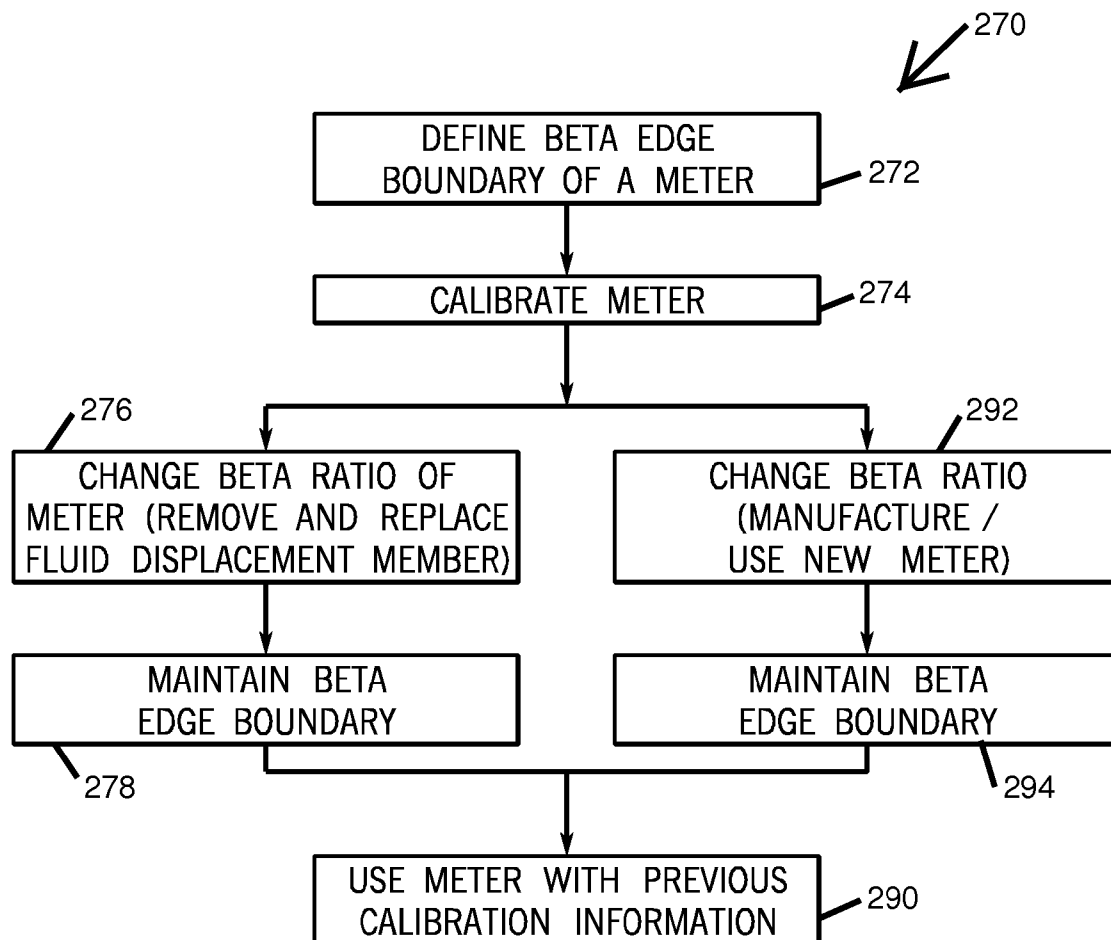 270
DEFINE BETA EDGE
BOUNDARY OF A METER
272
CALIBRATE METER
274
276
CHANGE BETA RATIO OF
METER (REMOVE AND REPLACE
FLUID DISPLACEMENT MEMBER)
292
CHANGE BETA RATIO
(MANUFACTURE /
USE NEW METER)
MAINTAIN BETA
EDGE BOUNDARY
278
MAINTAIN BETA
EDGE BOUNDARY
294
USE METER WITH PREVIOUS
CALIBRATION INFORMATION
290